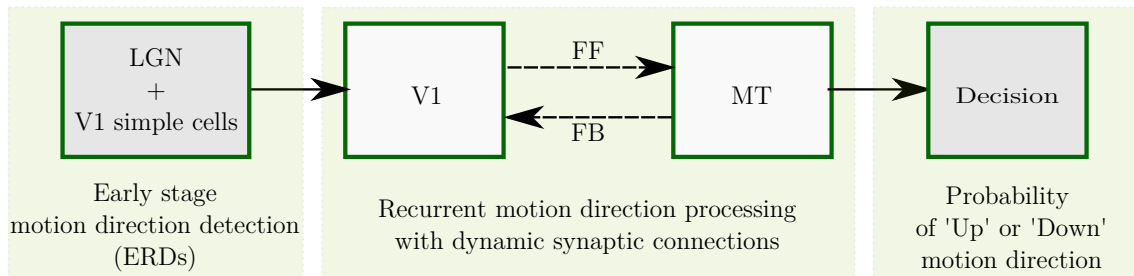 LGN
+
V1 simple cells
V1
FF
FB
MT
Decision
Early stage
motion direction detection
(ERDs)
Recurrent motion direction processing
with dynamic synaptic connections
Probability
of 'Up' or 'Down'
motion direction